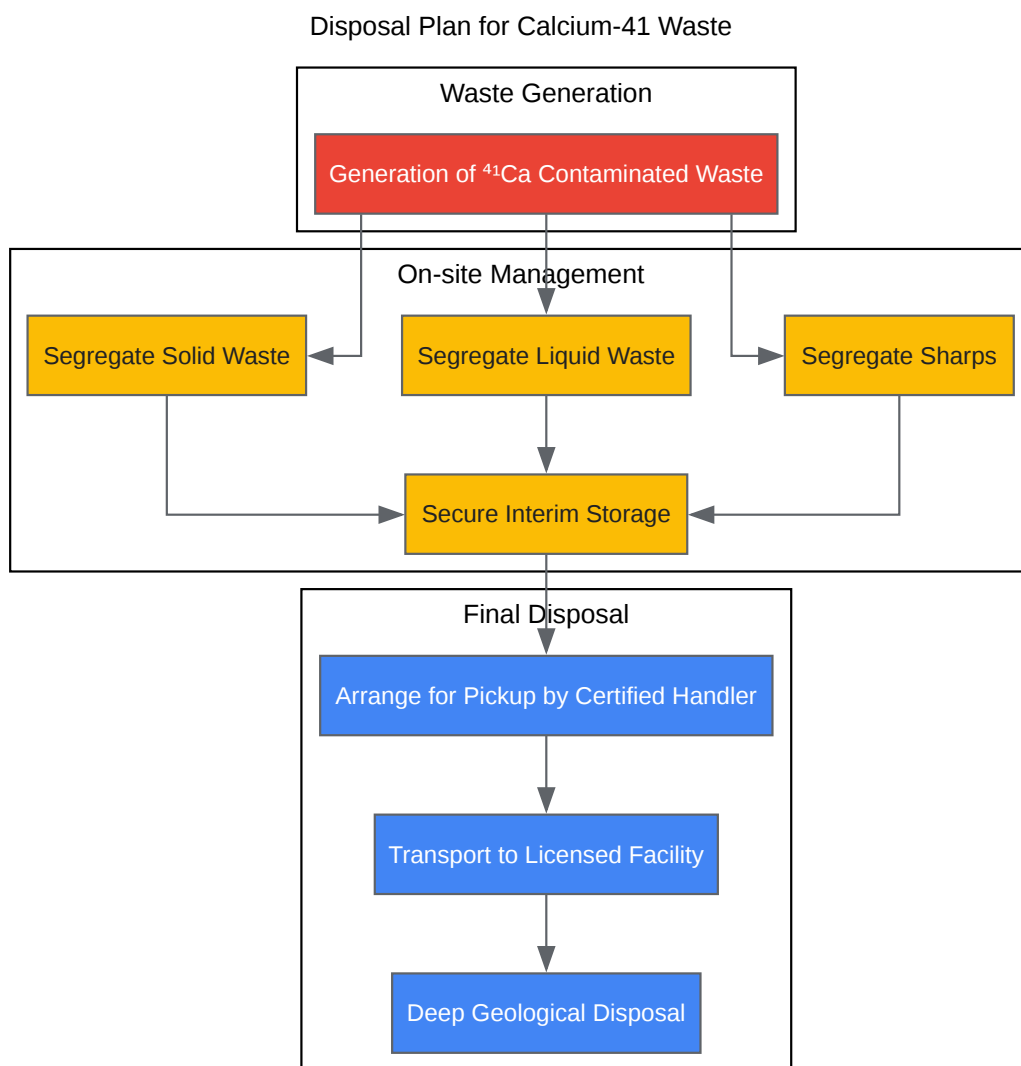 Disposal Plan for Calcium-41 Waste
Waste Generation
Generation of ⁴¹Ca Contaminated Waste
On-site Management
Segregate Solid Waste
Segregate Liquid Waste
Segregate Sharps
Secure Interim Storage
Final Disposal
Arrange for Pickup by Certified Handler
Transport to Licensed Facility
Deep Geological Disposal